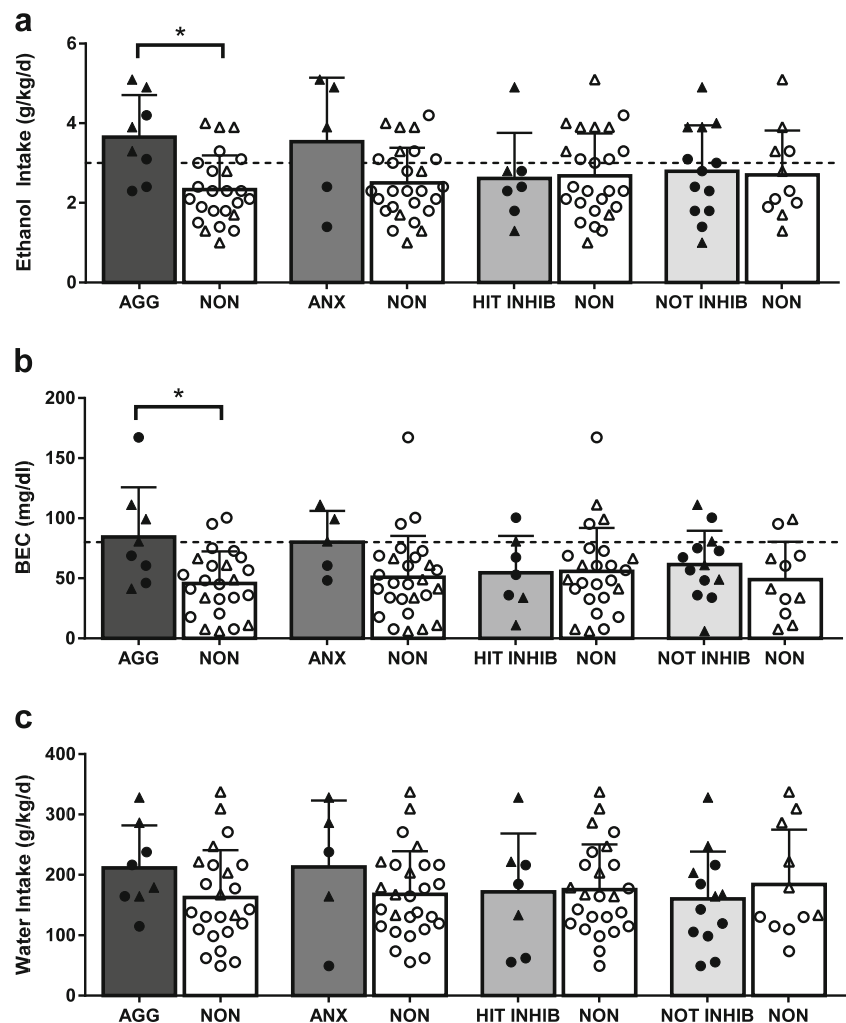 a
*
Ethanol Intake (g/kg/d)
6
4
2
0
AGG NON ANX NON HIT INHIB NON NOT INHIB NON
b
*
BEC (mg/dl)
200
150
100
50
0
AGG NON ANX NON HIT INHIB NON NOT INHIB NON
c
Water Intake (g/kg/d)
400
300
200
100
0
AGG NON ANX NON HIT INHIB NON NOT INHIB NON